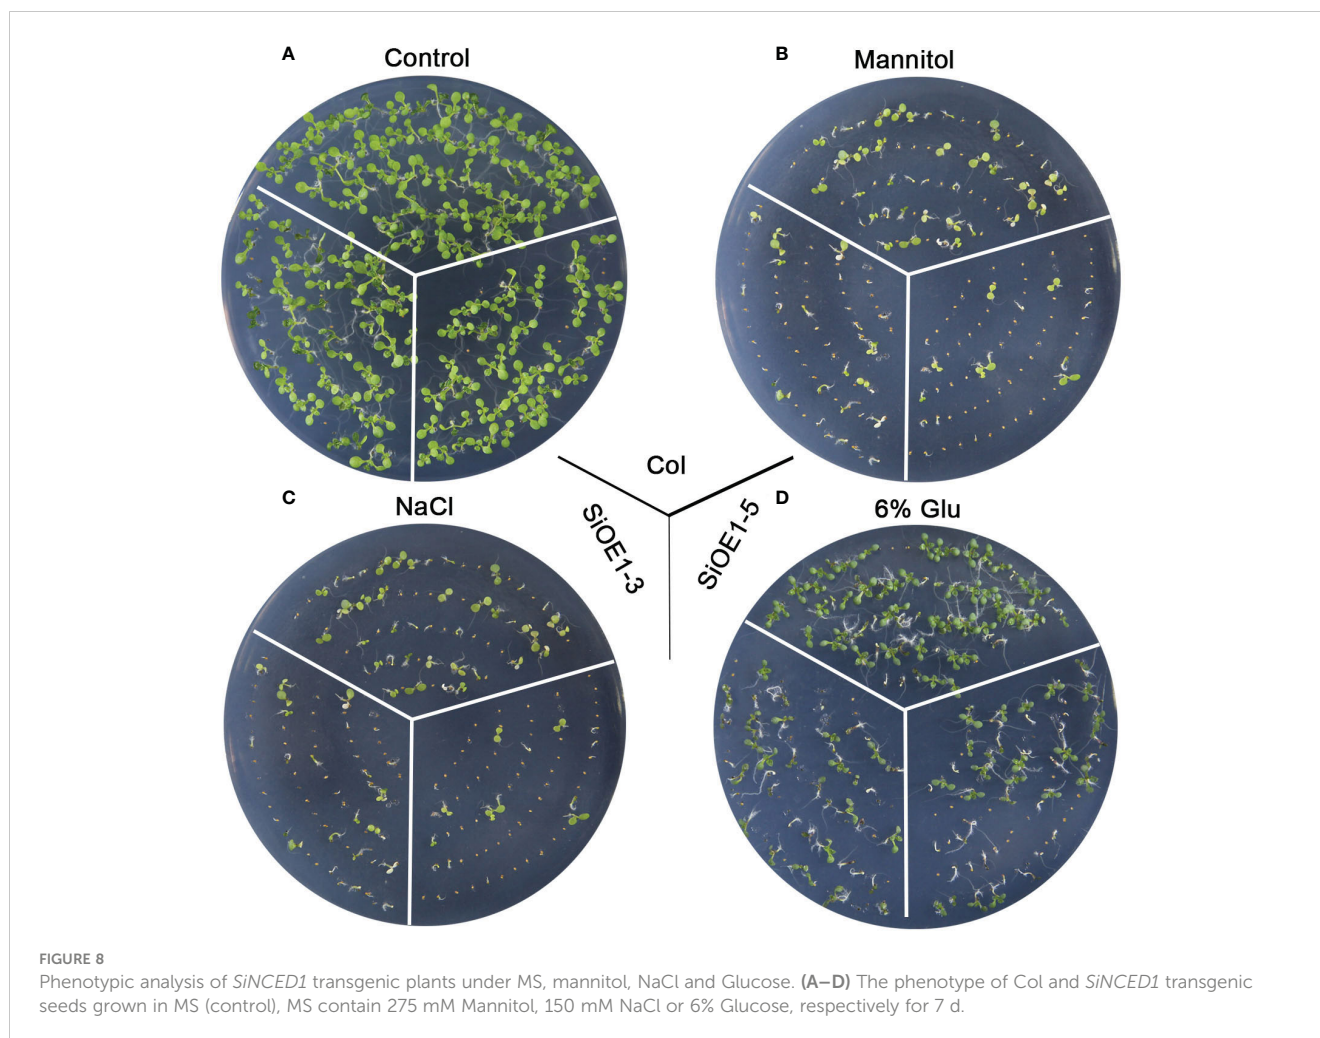 A
Control
B
Mannitol
Col
SiOE1-3
SiOE1-5
C
NaCl
D
6% Glu
FIGURE 8
Phenotypic analysis of SiNCED1 transgenic plants under MS, mannitol, NaCl and Glucose. (A–D) The phenotype of Col and SiNCED1 transgenic
seeds grown in MS (control), MS contain 275 mM Mannitol, 150 mM NaCl or 6% Glucose, respectively for 7 d.